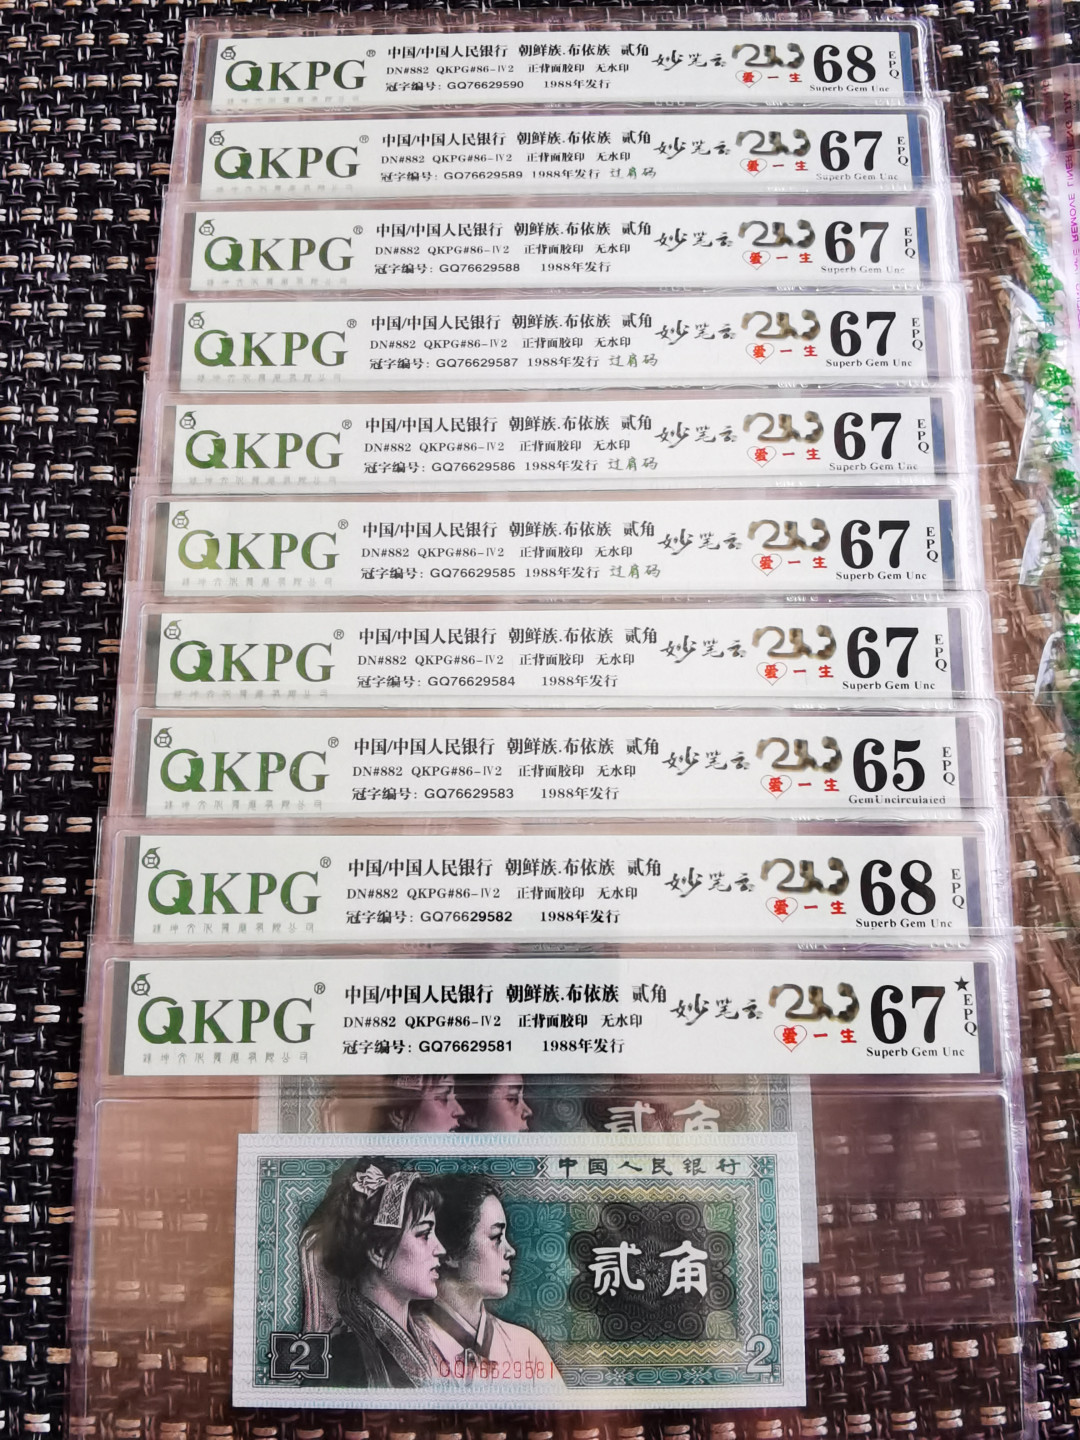 QKPG®
中国/中国人民银行 朝鲜族.布依族 贰角
DN#882 QKPG#86-Ⅳ2 正背面胶印 无水印
冠字编号: GQ76629590 1988年发行
妙笔
爱一生
68
EPQ
Superb Gem Unc
QKPG®
中国/中国人民银行 朝鲜族.布依族 贰角
DN#882 QKPG#86-Ⅳ2 正背面胶印 无水印
冠字编号: GQ76629589 1988年发行 过肩码
妙笔
爱一生
67
EPQ
Superb Gem Unc
QKPG®
中国/中国人民银行 朝鲜族.布依族 贰角
DN#882 QKPG#86-Ⅳ2 正背面胶印 无水印
冠字编号: GQ76629588 1988年发行
妙笔
爱一生
67
EPQ
Superb Gem Unc
QKPG®
中国/中国人民银行 朝鲜族.布依族 贰角
DN#882 QKPG#86-Ⅳ2 正背面胶印 无水印
冠字编号: GQ76629587 1988年发行 过肩码
妙笔
爱一生
67
EPQ
Superb Gem Unc
QKPG®
中国/中国人民银行 朝鲜族.布依族 贰角
DN#882 QKPG#86-Ⅳ2 正背面胶印 无水印
冠字编号: GQ76629586 1988年发行 过肩码
妙笔
爱一生
67
EPQ
Superb Gem Unc
QKPG®
中国/中国人民银行 朝鲜族.布依族 贰角
DN#882 QKPG#86-Ⅳ2 正背面胶印 无水印
冠字编号: GQ76629585 1988年发行 过肩码
妙笔
爱一生
67
EPQ
Superb Gem Unc
QKPG®
中国/中国人民银行 朝鲜族.布依族 贰角
DN#882 QKPG#86-Ⅳ2 正背面胶印 无水印
冠字编号: GQ76629584 1988年发行
妙笔
爱一生
67
EPQ
Superb Gem Unc
QKPG®
中国/中国人民银行 朝鲜族.布依族 贰角
DN#882 QKPG#86-Ⅳ2 正背面胶印 无水印
冠字编号: GQ76629583 1988年发行
妙笔
爱一生
65
EPQ
Gem Uncirculated
QKPG®
中国/中国人民银行 朝鲜族.布依族 贰角
DN#882 QKPG#86-Ⅳ2 正背面胶印 无水印
冠字编号: GQ76629582 1988年发行
妙笔
爱一生
68
EPQ
Superb Gem Unc
QKPG®
中国/中国人民银行 朝鲜族.布依族 贰角
DN#882 QKPG#86-Ⅳ2 正背面胶印 无水印
冠字编号: GQ76629581 1988年发行
妙笔
爱一生
67
★
EPQ
Superb Gem Unc
贰角
中国人民银行
贰角
2
GQ76629581
2